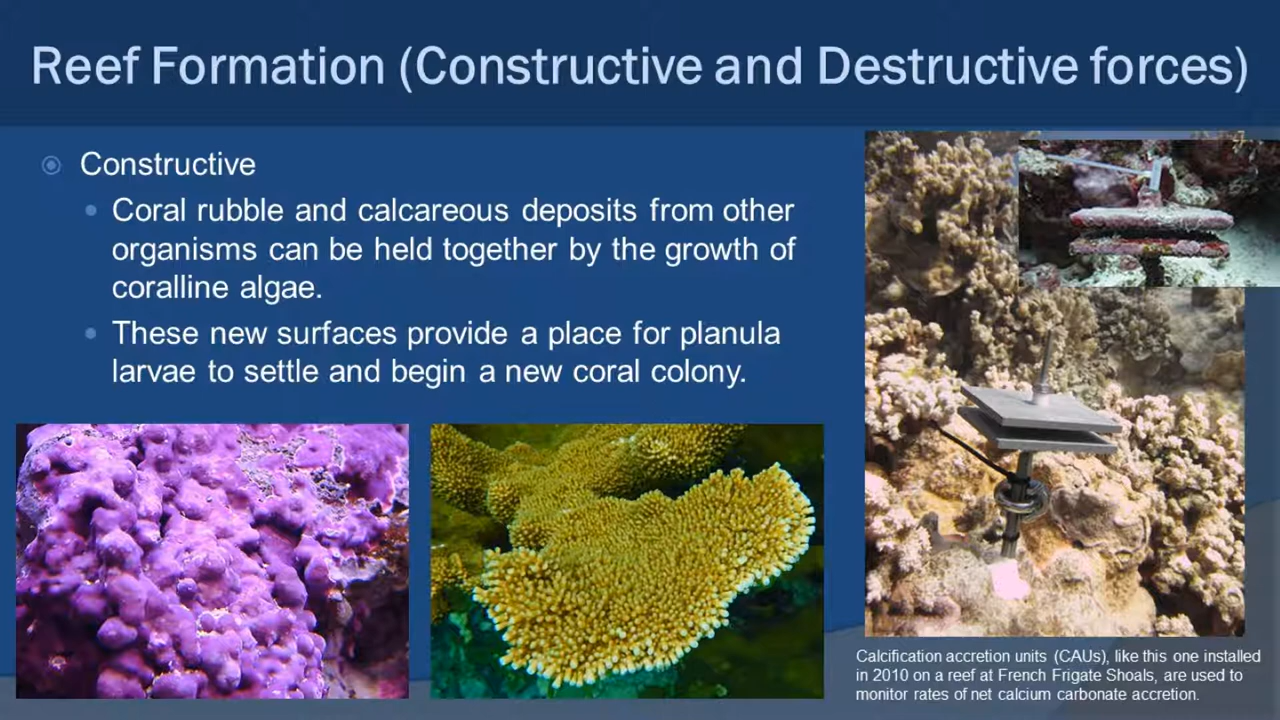 Reef Formation (Constructive and Destructive forces)
Constructive
Coral rubble and calcareous deposits from other
organisms can be held together by the growth of
coralline algae.
These new surfaces provide a place for planula
larvae to settle and begin a new coral colony.
Calcification accretion units (CAUs), like this one installed
in 2010 on a reef at French Frigate Shoals, are used to
monitor rates of net calcium carbonate accretion.